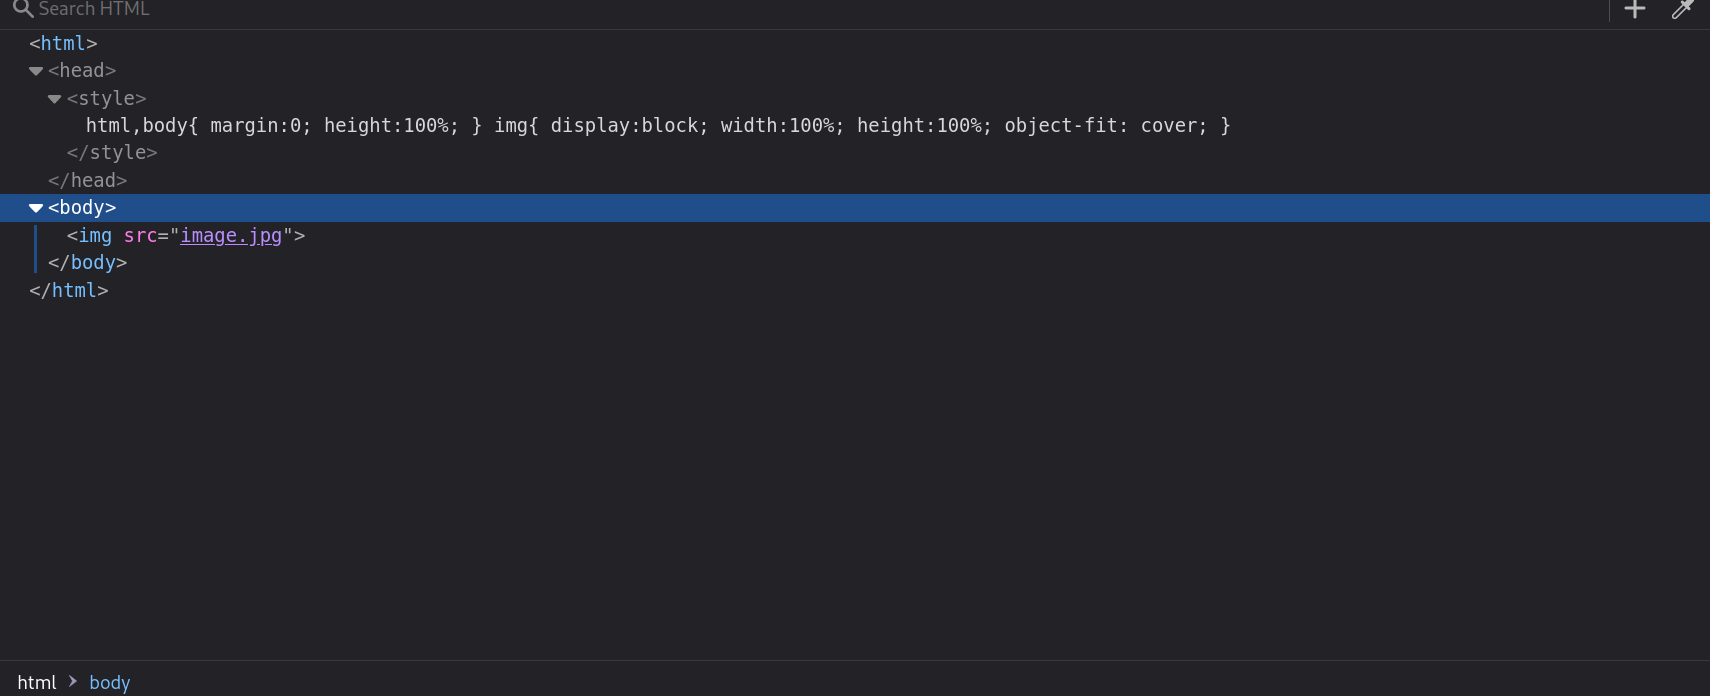 Search HTML
<html>
<head>
<style>
html,body{ margin:0; height:100%; } img{ display:block; width:100%; height:100%; object-fit: cover; }
</style>
</head>
<body>
<img src="image.jpg">
</body>
</html>
html > body